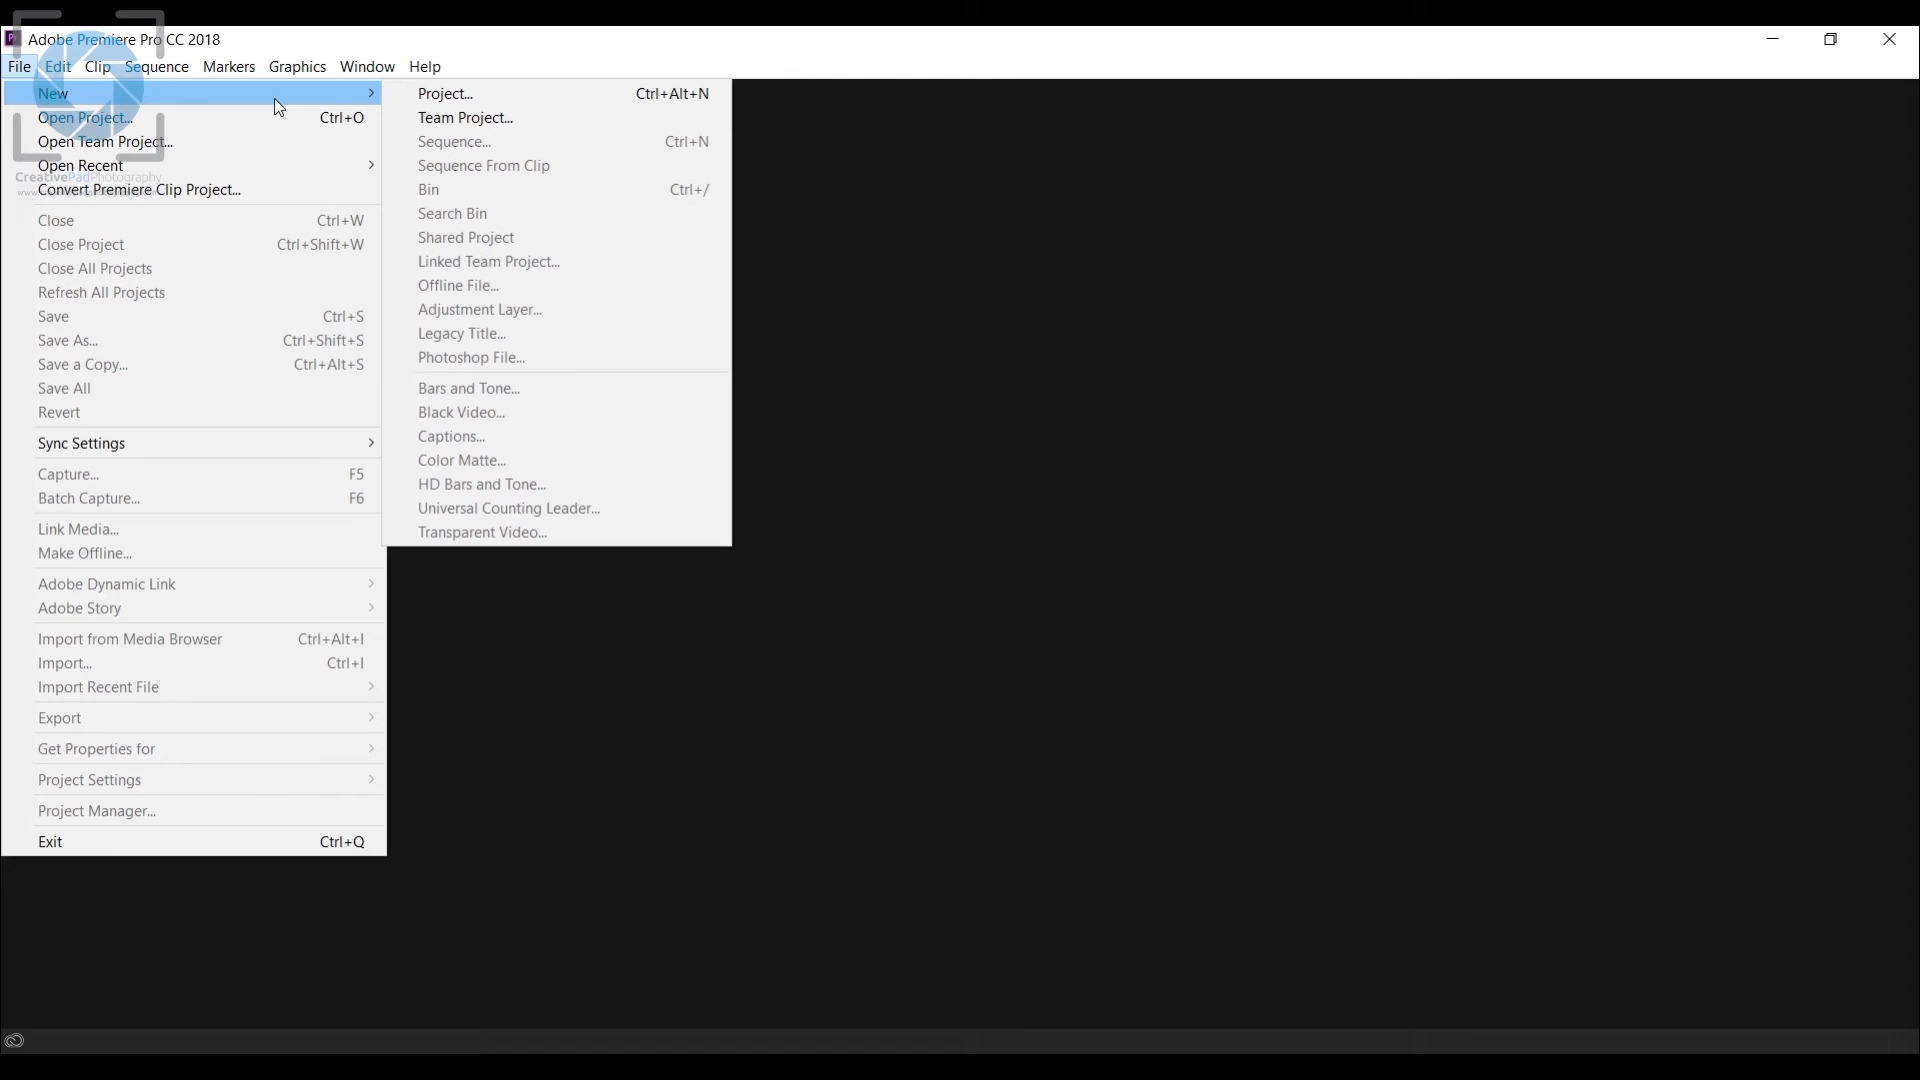 Adobe Premiere Pro CC 2018
File Edit Clip Sequence Markers Graphics Window Help
New
Open Project... Ctrl+O
Open Team Project...
Open Recent
CreativePadPhotography
Convert Premiere Clip Project...
Close Ctrl+W
Close Project Ctrl+Shift+W
Close All Projects
Refresh All Projects
Save Ctrl+S
Save As... Ctrl+Shift+S
Save a Copy... Ctrl+Alt+S
Save All
Revert
Sync Settings
Capture... F5
Batch Capture... F6
Link Media...
Make Offline...
Adobe Dynamic Link
Adobe Story
Import from Media Browser Ctrl+Alt+I
Import... Ctrl+I
Import Recent File
Export
Get Properties for
Project Settings
Project Manager...
Exit Ctrl+Q
Project... Ctrl+Alt+N
Team Project...
Sequence... Ctrl+N
Sequence From Clip
Bin Ctrl+/
Search Bin
Shared Project
Linked Team Project...
Offline File...
Adjustment Layer...
Legacy Title...
Photoshop File...
Bars and Tone...
Black Video...
Captions...
Color Matte...
HD Bars and Tone...
Universal Counting Leader...
Transparent Video...